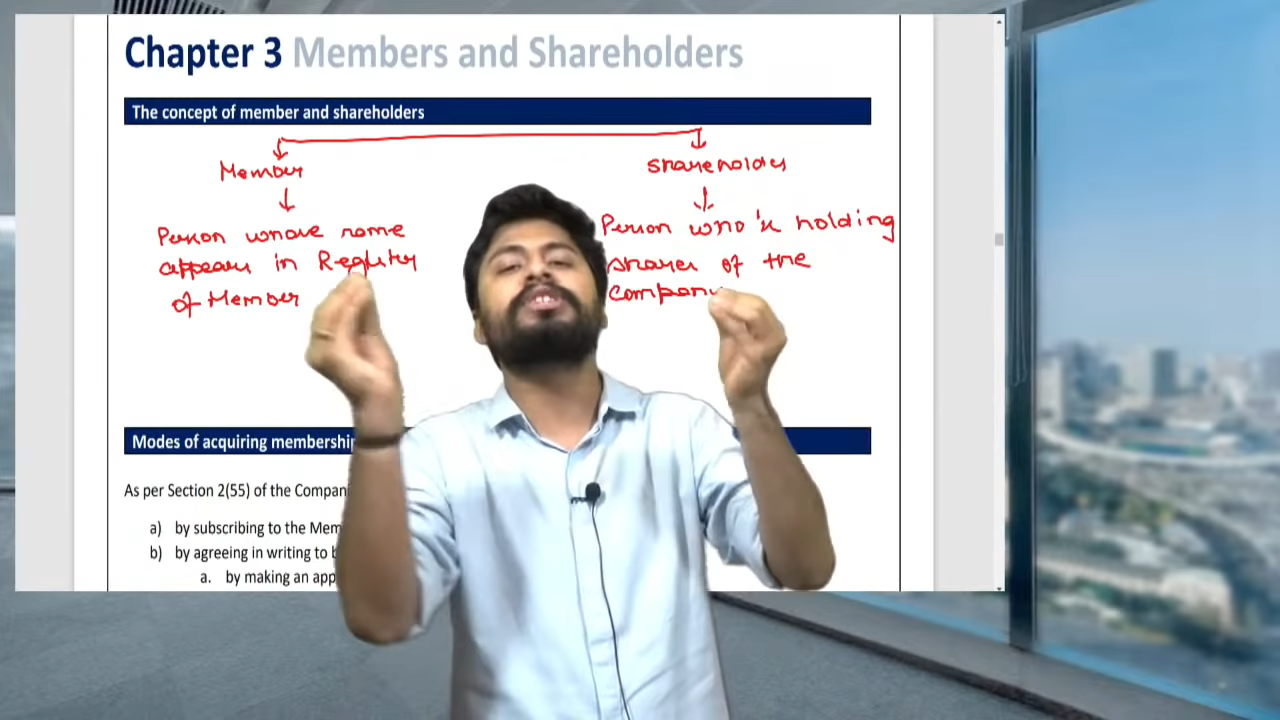 Chapter 3 Members and Shareholders
The concept of member and shareholders
Member
shareholder
Person whose name
appears in Register
of Member
Person who is holding
shares of the
company
Modes of acquiring membership
As per Section 2(55) of the Compani
a) by subscribing to the Mem
b) by agreeing in writing to b
a. by making an app